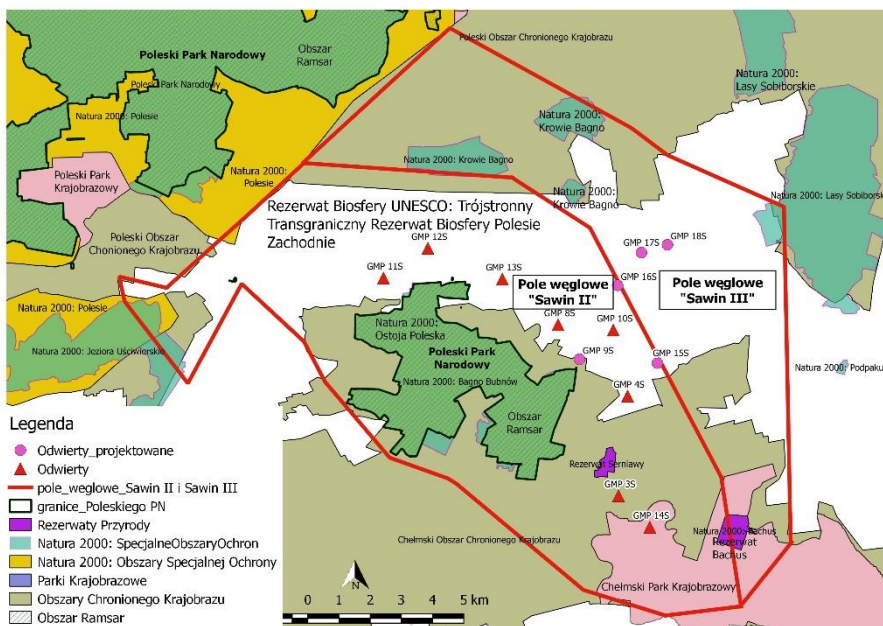 Poleski Park Narodowy
Obszar
Ramsar
Poleski Park Narodowy
Natura 2000: Polesie
Poleski Park
Krajobrazowy
Natura 2000:
Polesie
Poleski Obszar
Chonionego Krajobrazu
Natura 2000: Polesie
Natura 2000: Jeziora Uściwierskie
Poleski Obszar Chronionego Krajobrazu
Natura 2000:
Lasy Sobiborskie
Natura 2000:
Krowie Bagno
Natura 2000: Krowie Bagno
Natura 2000:
Krowie Bagno
Natura 2000: Lasy Sobiborskie
Rezerwat Biosfery UNESCO: Trójstronny
Transgraniczny Rezerwat Biosfery Polesie
Zachodnie
GMP 12S
GMP 11S
GMP 13S
GMP 17S
GMP 18S
GMP 16S
Pole węglowe
"Sawin II"
Pole węglowe
"Sawin III"
GMP 8S
GMP 10S
GMP 9S
GMP 15S
GMP 4S
Natura 2000:
Ostoja Poleska
Poleski Park
Narodowy
Natura 2000: Bagno Bubnów
Obszar
Ramsar
Natura 2000: Podpaku
Rezerwat Serniawy
GMP 3S
GMP 14S
Natura 2000: Bachus
Rezerwat
Bachus
Chełmski Obszar Chronionego Krajobrazu
Chełmski Park Krajobrazowy
Legenda
Odwierty_projektowane
Odwierty
pole_węglowe_Sawin II i Sawin III
granice_Poleskiego PN
Rezerwaty Przyrody
Natura 2000: SpecjalneObszaryOchron
Natura 2000: Obszary Specjalnej Ochrony
Parki Krajobrazowe
Obszary Chronionego Krajobrazu
Obszar Ramsar
N
0 1 2 3 4 5 km